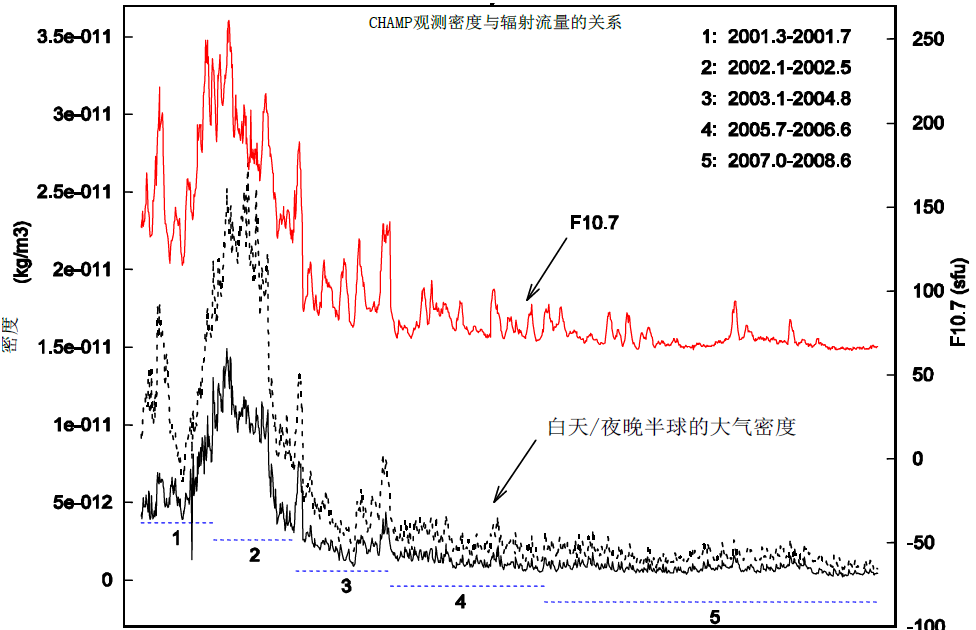 CHAMP观测密度与辐射流量的关系
3.5e-011
3e-011
2.5e-011
2e-011
1.5e-011
1e-011
5e-012
0
密度 (kg/m3)
1: 2001.3-2001.7
2: 2002.1-2002.5
3: 2003.1-2004.8
4: 2005.7-2006.6
5: 2007.0-2008.6
F10.7
白天/夜晚半球的大气密度
1
2
3
4
5
250
200
150
100
50
0
-50
-100
F10.7 (sfu)